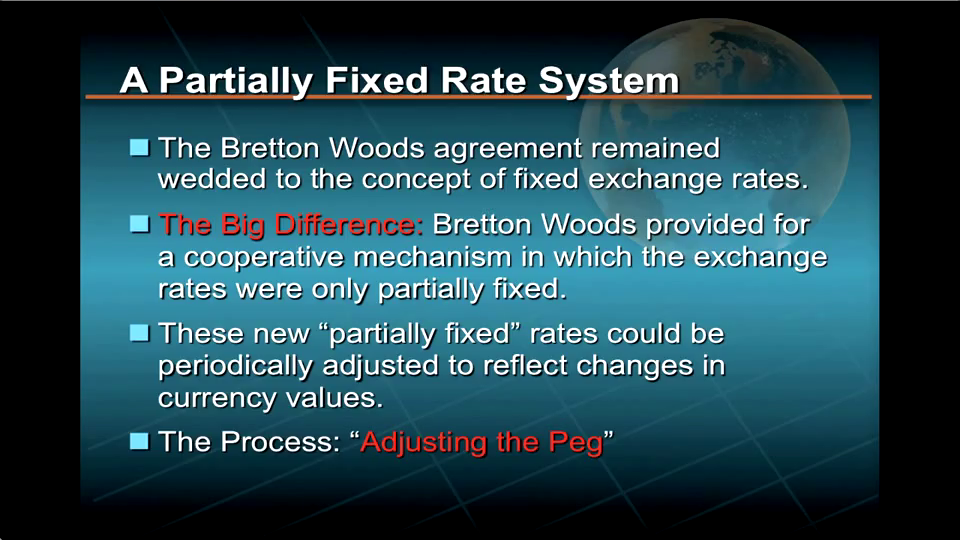 A Partially Fixed Rate System
The Bretton Woods agreement remained
wedded to the concept of fixed exchange rates.
The Big Difference: Bretton Woods provided for
a cooperative mechanism in which the exchange
rates were only partially fixed.
These new “partially fixed” rates could be
periodically adjusted to reflect changes in
currency values.
The Process: “Adjusting the Peg”